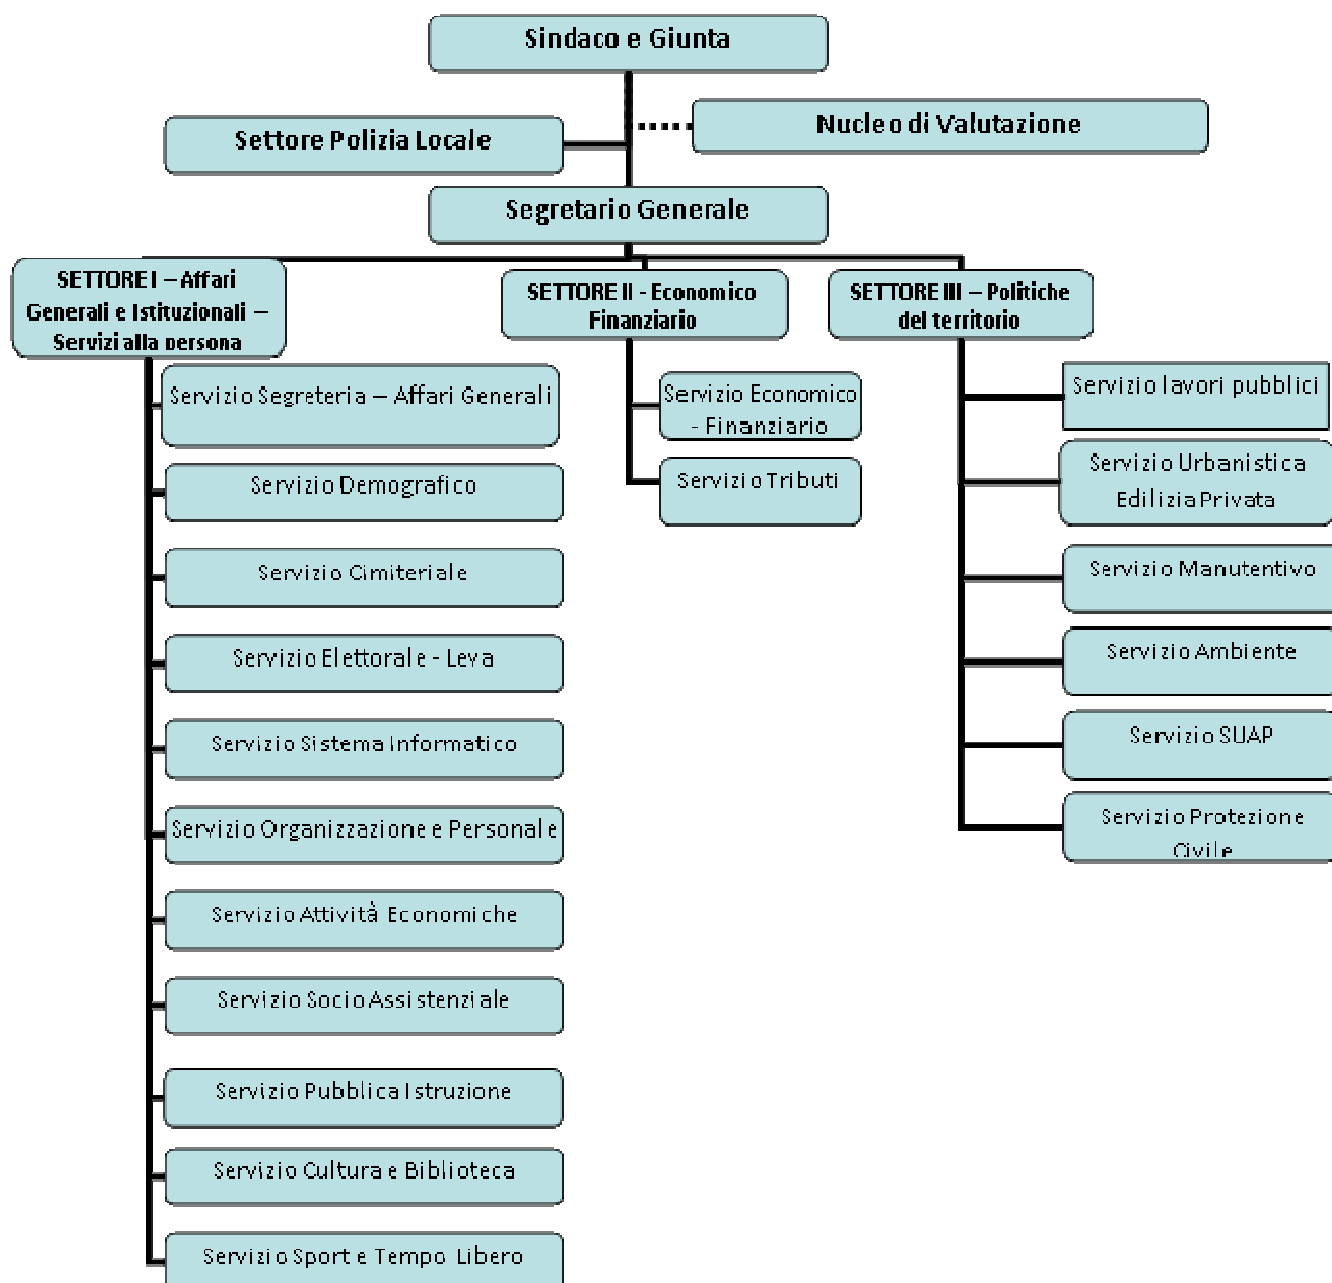 Sindaco e Giunta
Nucleo di Valutazione
Settore Polizia Locale
Segretario Generale
SETTORE I – Affari
Generali e Istituzionali –
Servizi alla persona
SETTORE II - Economico
Finanziario
SETTORE III – Politiche
del territorio
Servizio Segreteria – Affari Generali
Servizio Demografico
Servizio Cimiteriale
Servizio Elettorale - Leva
Servizio Sistema Informatico
Servizio Organizzazione e Personale
Servizio Attività Economiche
Servizio Socio Assistenziale
Servizio Pubblica Istruzione
Servizio Cultura e Biblioteca
Servizio Sport e Tempo Libero
Servizio Economico
- Finanziario
Servizio Tributi
Servizio lavori pubblici
Servizio Urbanistica
Edilizia Privata
Servizio Manutentivo
Servizio Ambiente
Servizio SUAP
Servizio Protezione
Civile